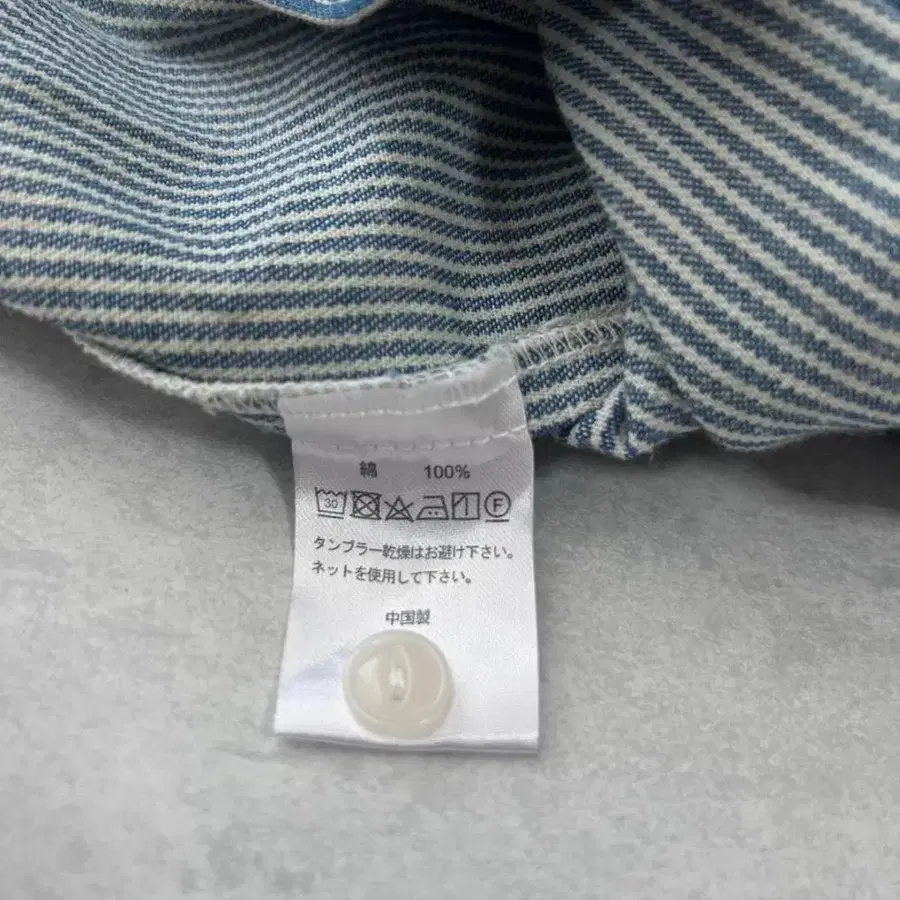 綿 100%
30 F
タンブラー乾燥はお避け下さい。
ネットを使用して下さい。
中国製